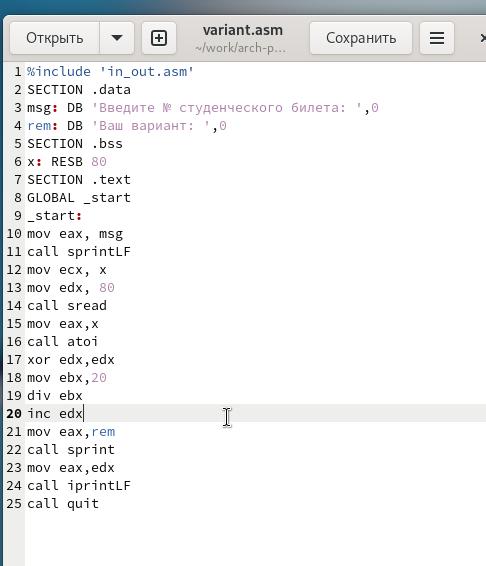 Открыть
variant.asm
~/work/arch-p...
Сохранить
1 %include 'in_out.asm'
2 SECTION .data
3 msg: DB 'Введите № студенческого билета: ',0
4 rem: DB 'Ваш вариант: ',0
5 SECTION .bss
6 x: RESB 80
7 SECTION .text
8 GLOBAL _start
9 _start:
10 mov eax, msg
11 call sprintLF
12 mov ecx, x
13 mov edx, 80
14 call sread
15 mov eax,x
16 call atoi
17 xor edx,edx
18 mov ebx,20
19 div ebx
20 inc edx
21 mov eax,rem
22 call sprint
23 mov eax,edx
24 call iprintLF
25 call quit